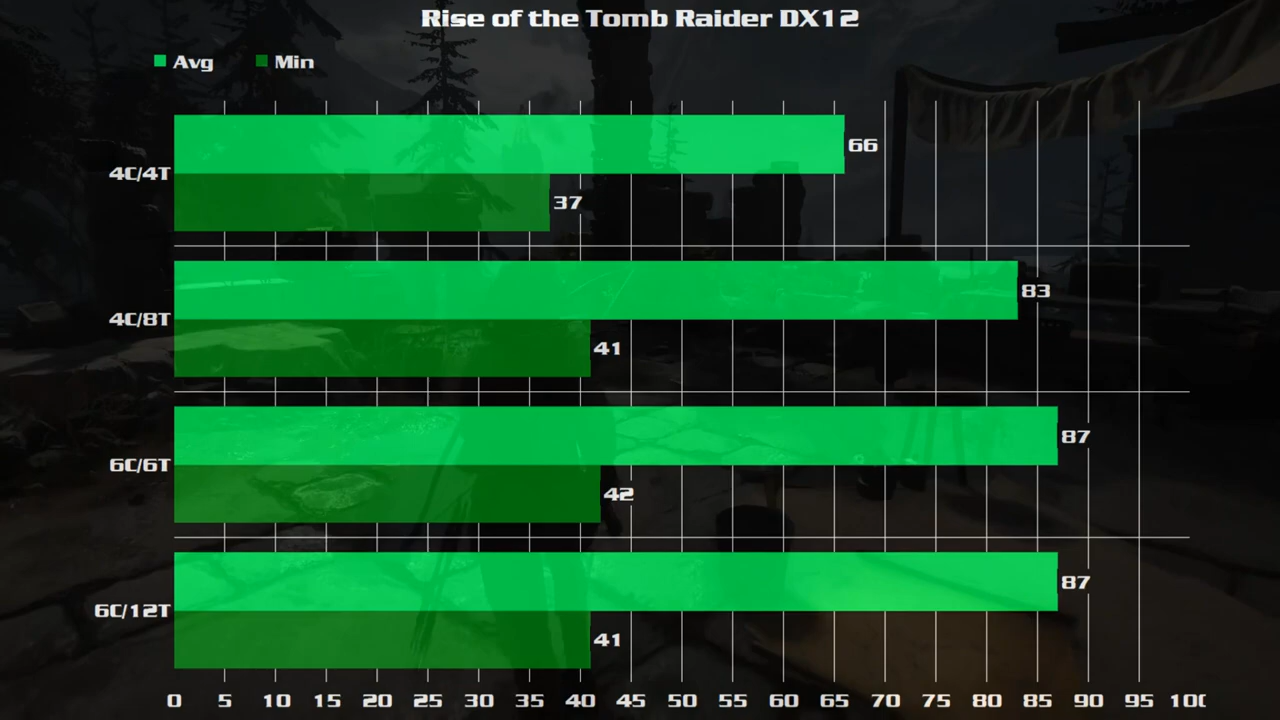 Rise of the Tomb Raider DX12
Avg Min
66
4C/4T
37
83
4C/8T
41
87
6C/6T
42
87
6C/12T
41
0 5 10 15 20 25 30 35 40 45 50 55 60 65 70 75 80 85 90 95 100